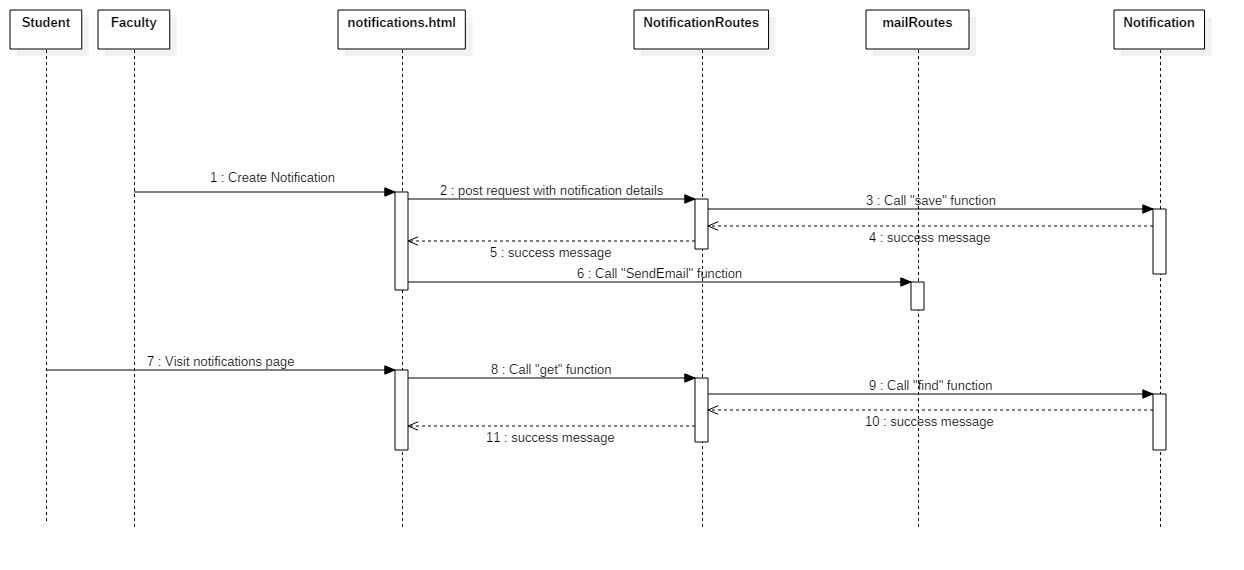 Student
Faculty
notifications.html
NotificationRoutes
mailRoutes
Notification
1 : Create Notification
2 : post request with notification details
3 : Call "save" function
4 : success message
5 : success message
6 : Call "SendEmail" function
7 : Visit notifications page
8 : Call "get" function
9 : Call "find" function
10 : success message
11 : success message